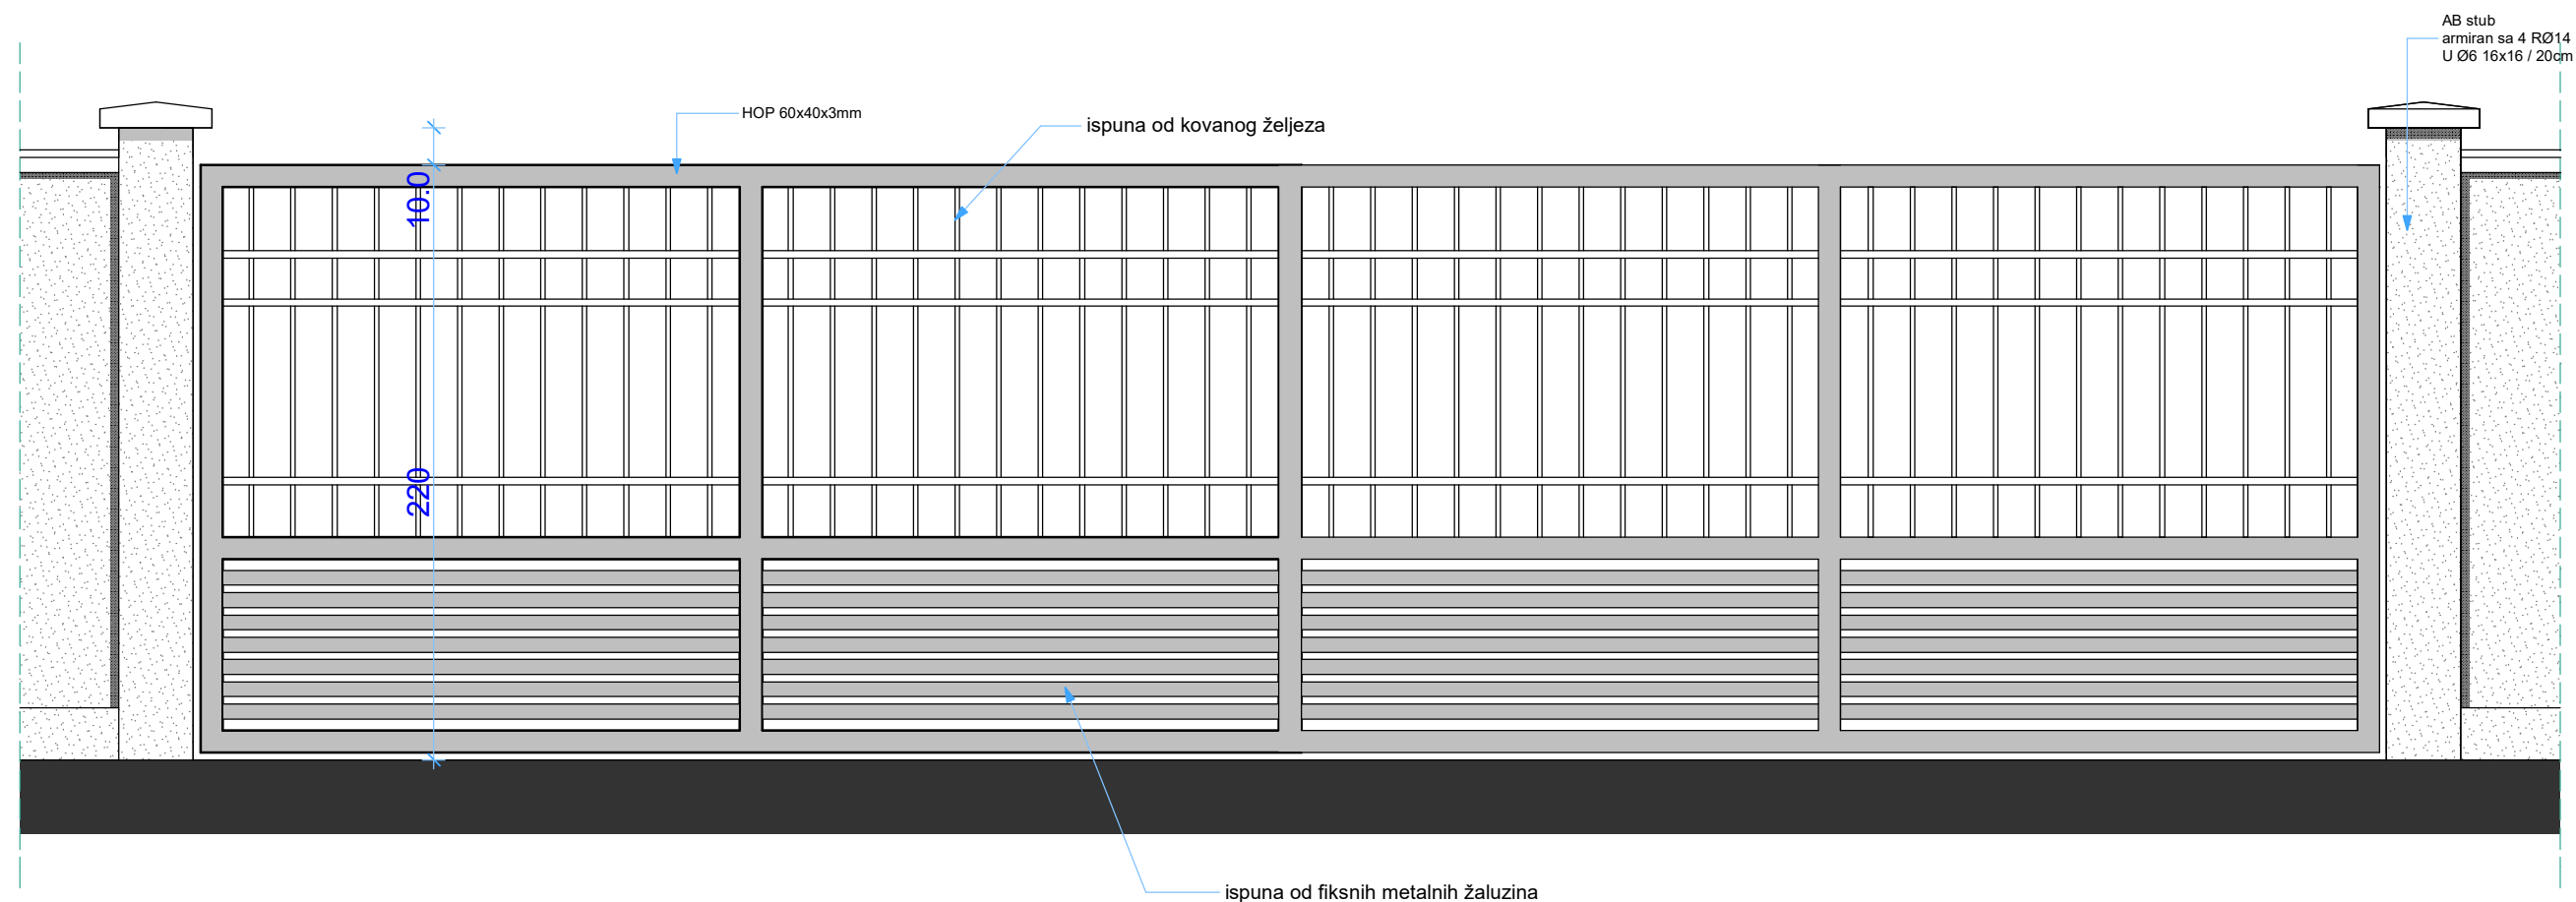 AB stub
armiran sa 4 RØ14
U Ø6 16x16 / 20cm
HOP 60x40x3mm
ispuna od kovanog željeza
10.0
220
ispuna od fiksnih metalnih žaluzina